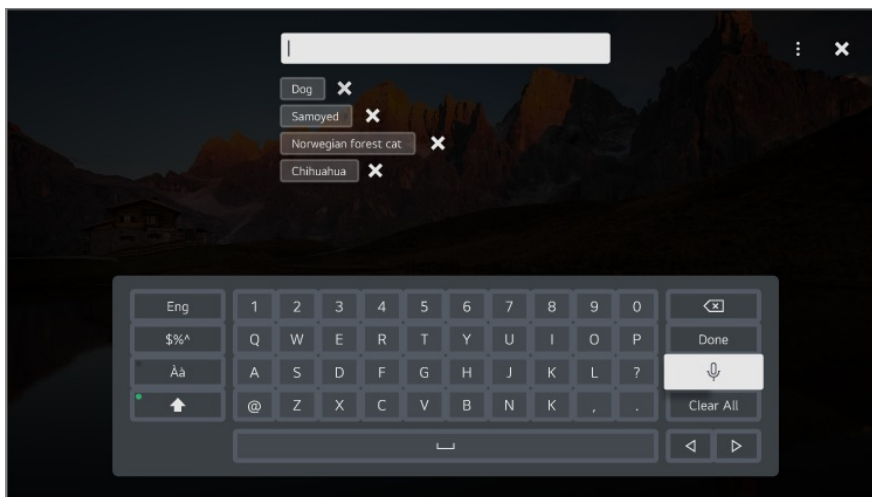 Dog
Samoyed
Norwegian forest cat
Chihuahua
Eng 1 2 3 4 5 6 7 8 9 0
$%^ Q W E R T Y U I O P Done
Àà A S D F G H J K L ?
@ Z X C V B N K , . Clear All